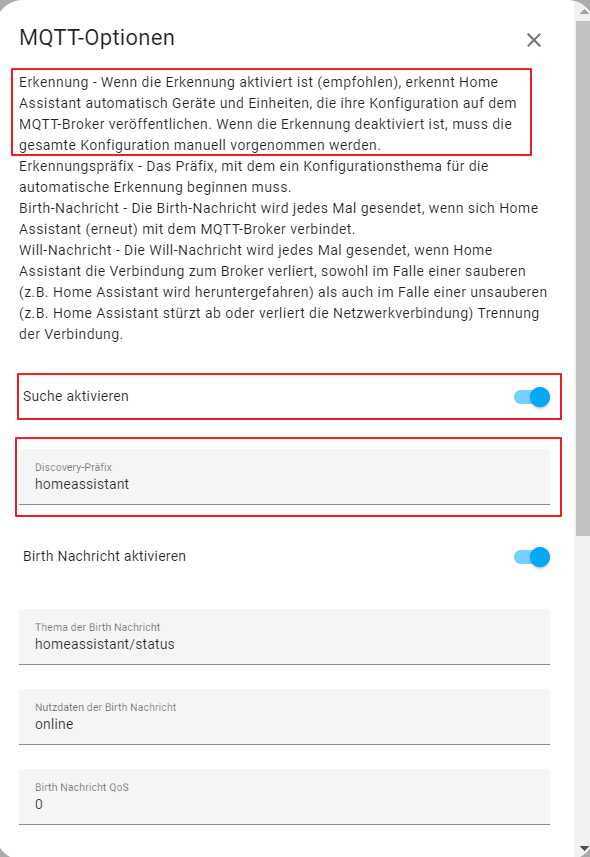 MQTT-Optionen
Erkennung - Wenn die Erkennung aktiviert ist (empfohlen), erkennt Home
Assistant automatisch Geräte und Einheiten, die ihre Konfiguration auf dem
MQTT-Broker veröffentlichen. Wenn die Erkennung deaktiviert ist, muss die
gesamte Konfiguration manuell vorgenommen werden.
Erkennungspräfix - Das Präfix, mit dem ein Konfigurationsthema für die
automatische Erkennung beginnen muss.
Birth-Nachricht - Die Birth-Nachricht wird jedes Mal gesendet, wenn sich Home
Assistant (erneut) mit dem MQTT-Broker verbindet.
Will-Nachricht - Die Will-Nachricht wird jedes Mal gesendet, wenn Home
Assistant die Verbindung zum Broker verliert, sowohl im Falle einer sauberen
(z.B. Home Assistant wird heruntergefahren) als auch im Falle einer unsauberen
(z.B. Home Assistant stürzt ab oder verliert die Netzwerkverbindung) Trennung
der Verbindung.
Suche aktivieren
Discovery-Präfix
homeassistant
Birth Nachricht aktivieren
Thema der Birth Nachricht
homeassistant/status
Nutzdaten der Birth Nachricht
online
Birth Nachricht QoS
0